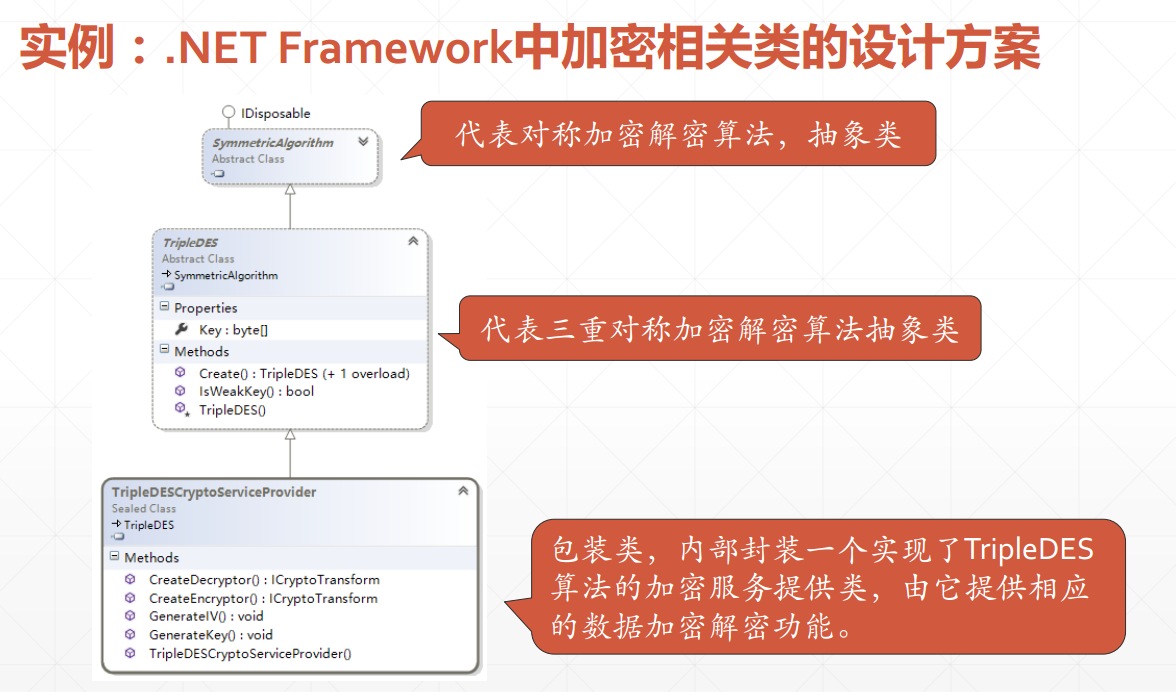 实例：.NET Framework中加密相关类的设计方案
IDisposable
SymmetricAlgorithm
Abstract Class
代表对称加密解密算法，抽象类
TripleDES
Abstract Class
SymmetricAlgorithm
Properties
Key : byte[]
Methods
Create() : TripleDES (+ 1 overload)
IsWeakKey() : bool
TripleDES()
代表三重对称加密解密算法抽象类
TripleDESCryptoServiceProvider
Sealed Class
TripleDES
Methods
CreateDecryptor() : ICryptoTransform
CreateEncryptor() : ICryptoTransform
GenerateIV() : void
GenerateKey() : void
TripleDESCryptoServiceProvider()
包装类，内部封装一个实现了TripleDES
算法的加密服务提供类，由它提供相应
的数据加密解密功能。